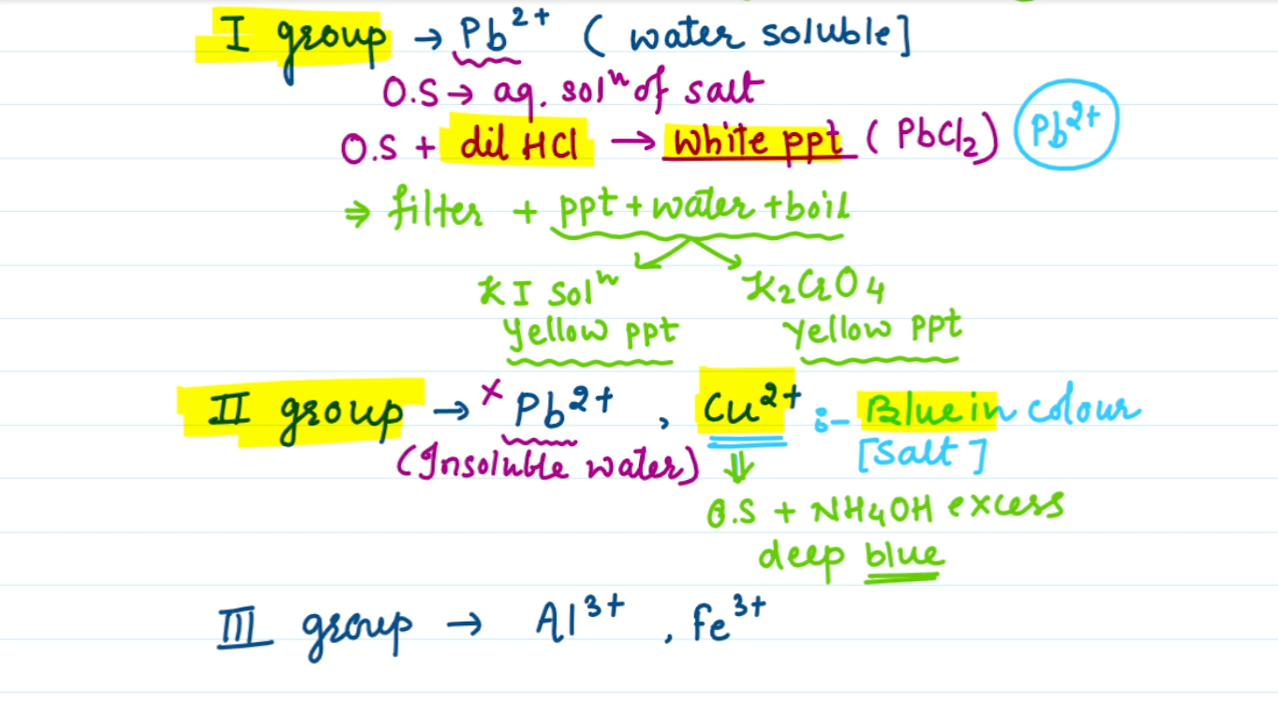 I group → Pb²⁺ ( water soluble]
O.S → aq. solⁿ of salt
O.S + dil HCl → white ppt ( PbCl₂) Pb²⁺
⇒ filter + ppt + water + boil
KI Solⁿ K₂CrO₄
yellow ppt yellow ppt
II group → × Pb²⁺ , Cu²⁺ :- Blue in colour
(Insoluble water) ⇓ [Salt]
O.S + NH₄OH excess
deep blue
III group → Al³⁺ , fe³⁺